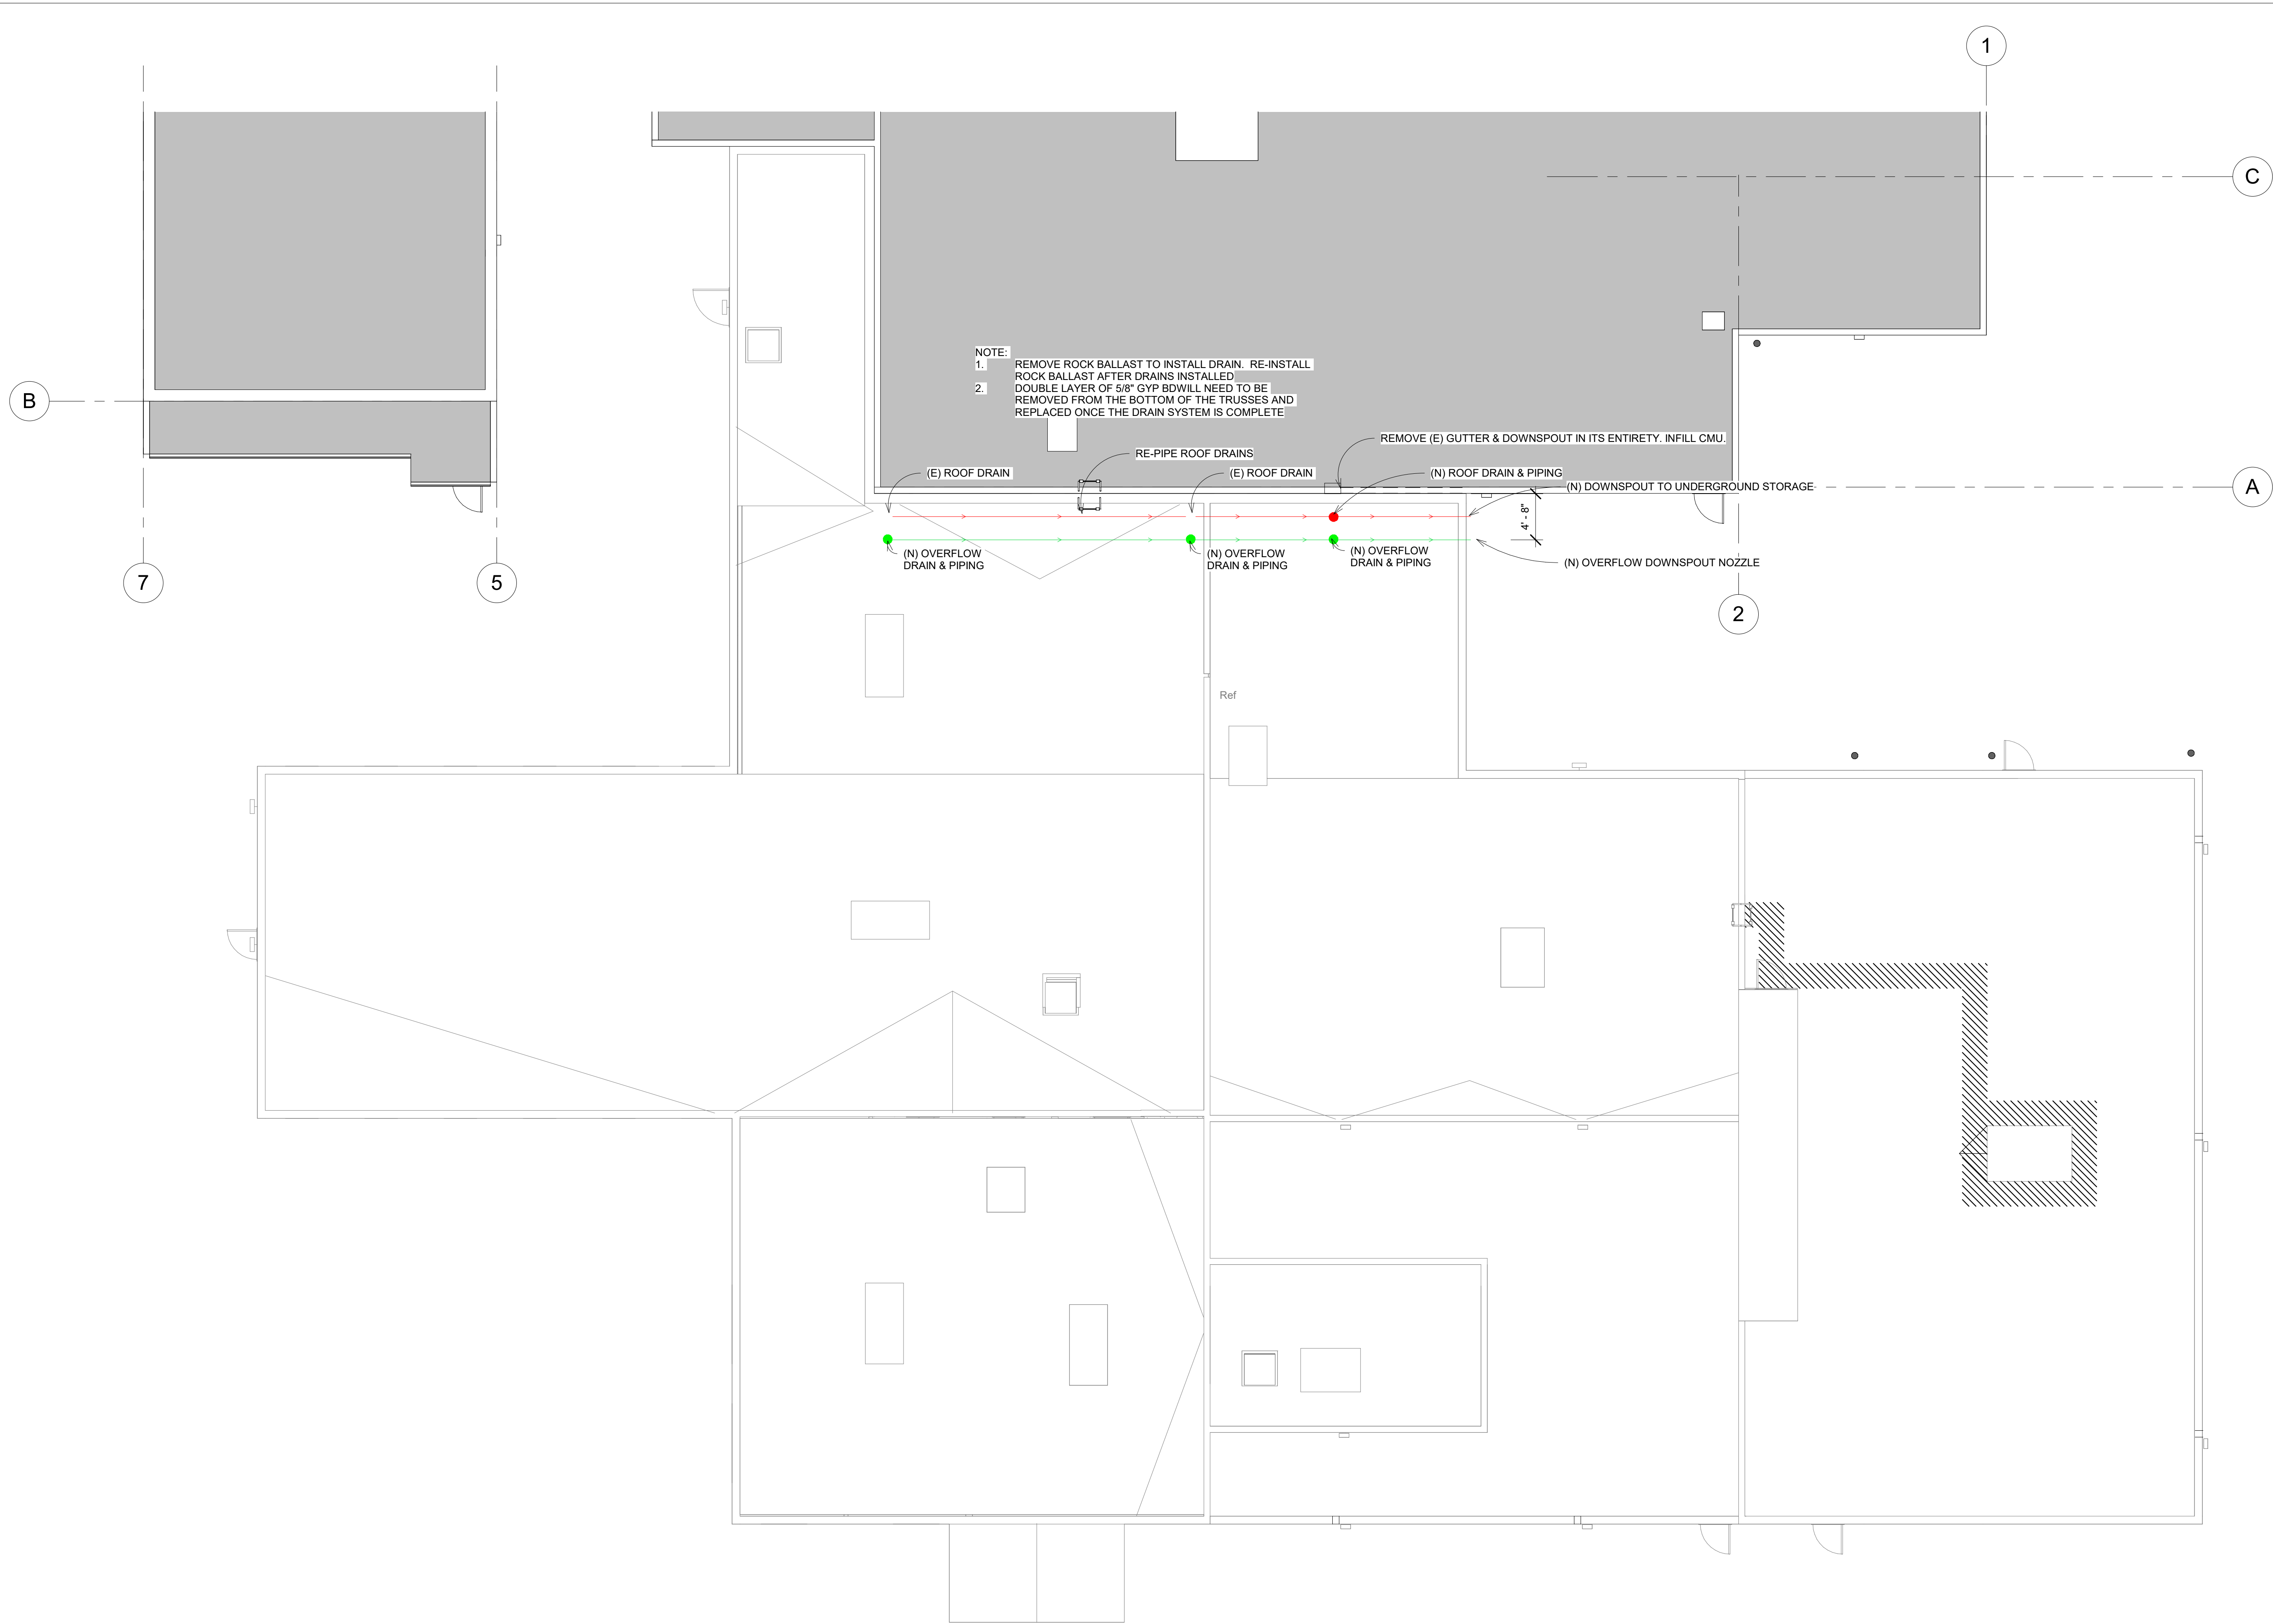 1
C
B
A
7
5
2
NOTE:
1. REMOVE ROCK BALLAST TO INSTALL DRAIN. RE-INSTALL
ROCK BALLAST AFTER DRAINS INSTALLED
2. DOUBLE LAYER OF 5/8" GYP BDWILL NEED TO BE
REMOVED FROM THE BOTTOM OF THE TRUSSES AND
REPLACED ONCE THE DRAIN SYSTEM IS COMPLETE
REMOVE (E) GUTTER & DOWNSPOUT IN ITS ENTIRETY. INFILL CMU.
RE-PIPE ROOF DRAINS
(E) ROOF DRAIN
(E) ROOF DRAIN
(N) ROOF DRAIN & PIPING
(N) DOWNSPOUT TO UNDERGROUND STORAGE
4' - 8"
(N) OVERFLOW
DRAIN & PIPING
(N) OVERFLOW
DRAIN & PIPING
(N) OVERFLOW
DRAIN & PIPING
(N) OVERFLOW DOWNSPOUT NOZZLE
Ref